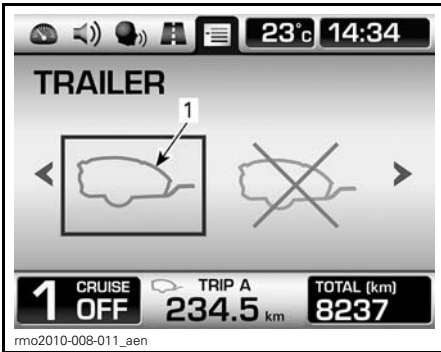 23°c 14:34
TRAILER
1
1 CRUISE OFF TRIP A 234.5 km TOTAL (km) 8237
rmo2010-008-011_aen